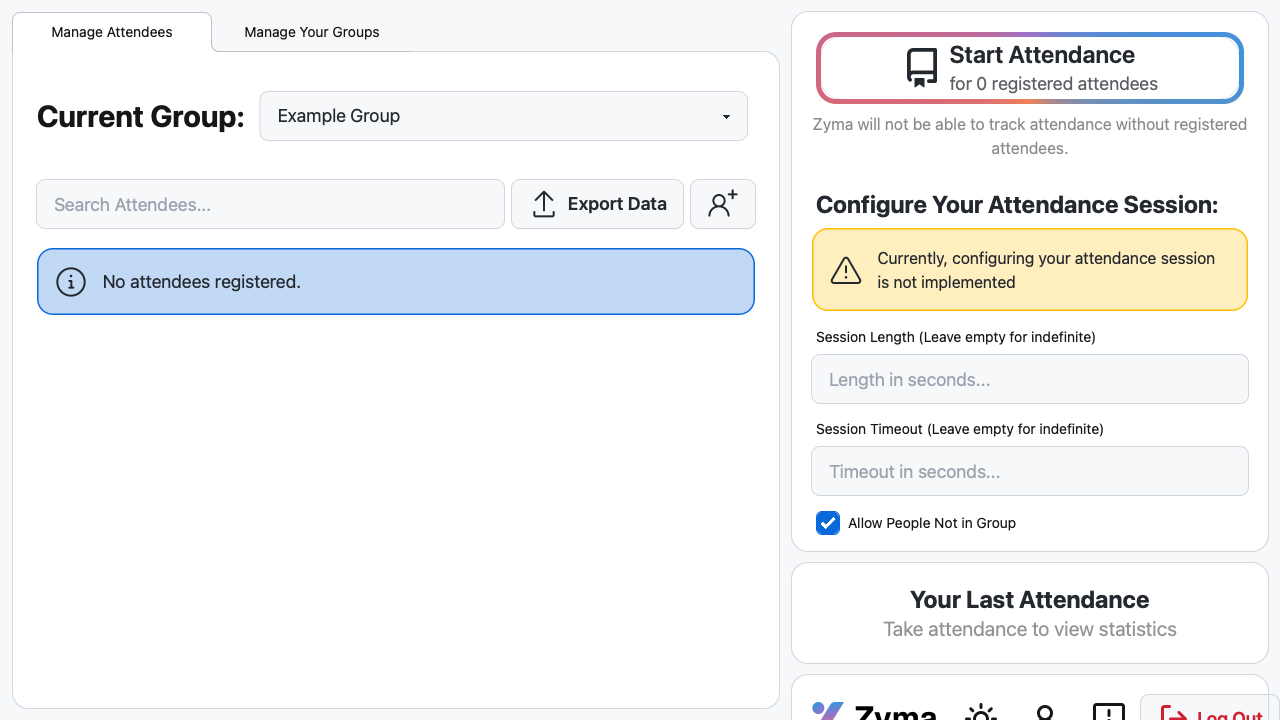 Manage Attendees
Manage Your Groups
Current Group:
Example Group
Search Attendees...
Export Data
No attendees registered.
Start Attendance
for 0 registered attendees
Zyma will not be able to track attendance without registered
attendees.
Configure Your Attendance Session:
Currently, configuring your attendance session
is not implemented
Session Length (Leave empty for indefinite)
Length in seconds...
Session Timeout (Leave empty for indefinite)
Timeout in seconds...
Allow People Not in Group
Your Last Attendance
Take attendance to view statistics
Zyma
Log Out